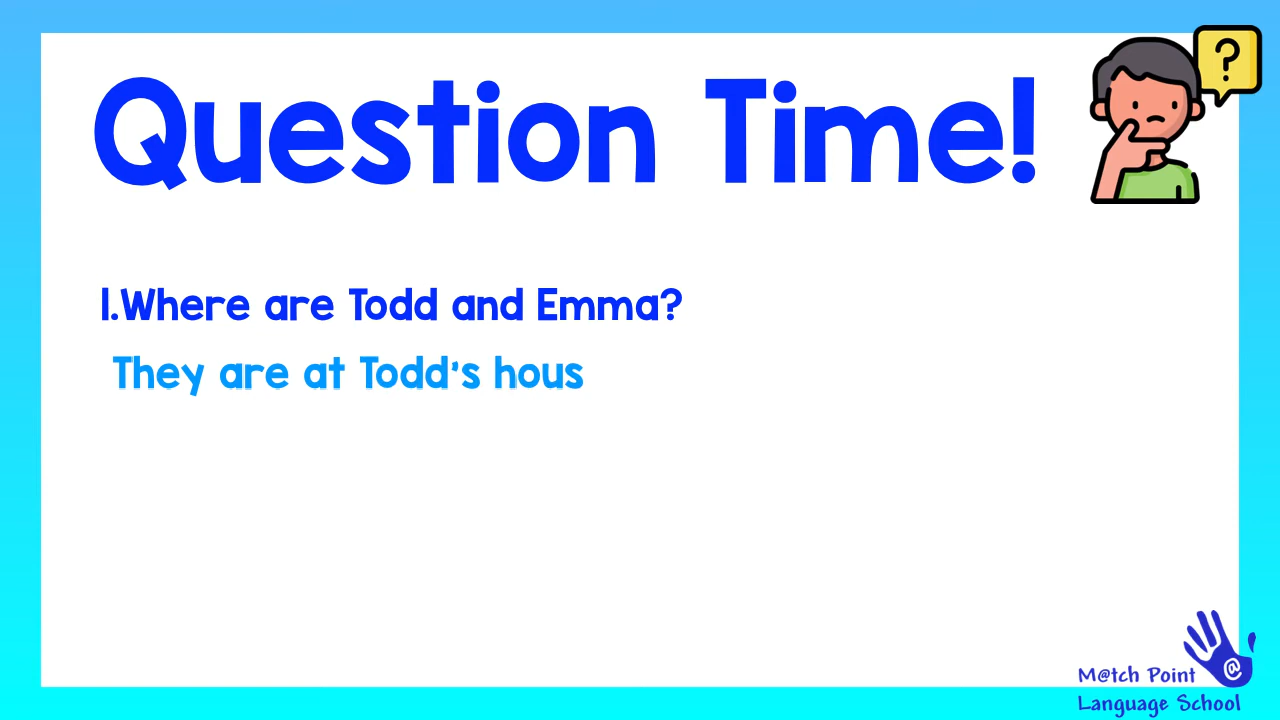 Question Time!
?
1.Where are Todd and Emma?
They are at Todd's hous
M@tch Point
@
Language School